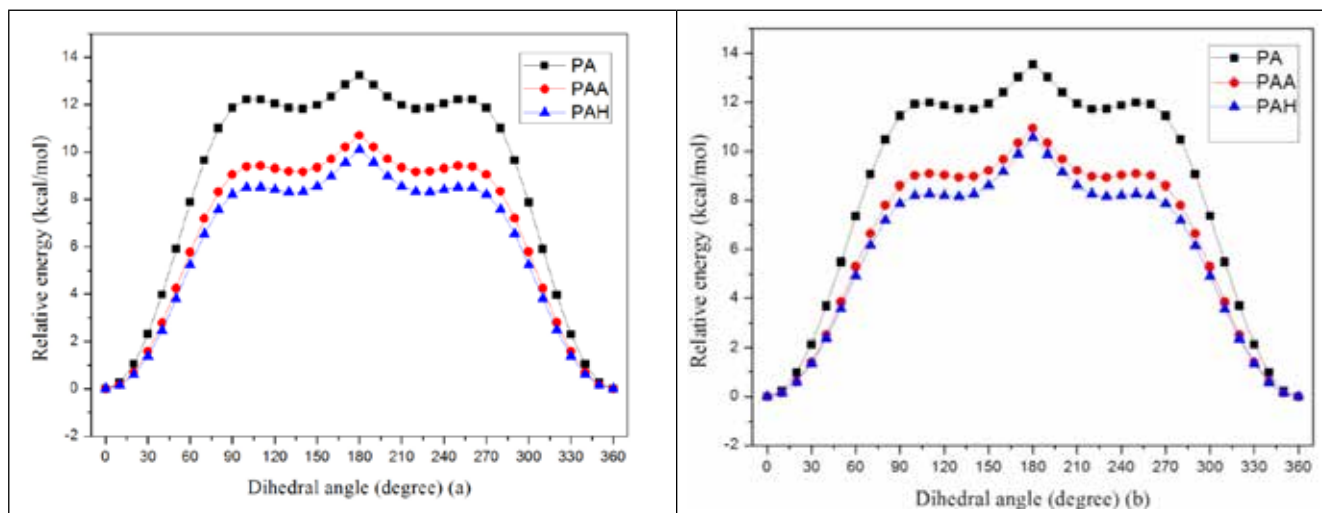 14
12
10
8
6
4
2
0
-2
Relative energy (kcal/mol)
PA
PAA
PAH
0 30 60 90 120 150 180 210 240 270 300 330 360
Dihedral angle (degree) (a)
14
12
10
8
6
4
2
0
-2
Relative energy (kcal/mol)
PA
PAA
PAH
0 30 60 90 120 150 180 210 240 270 300 330 360
Dihedral angle (degree) (b)